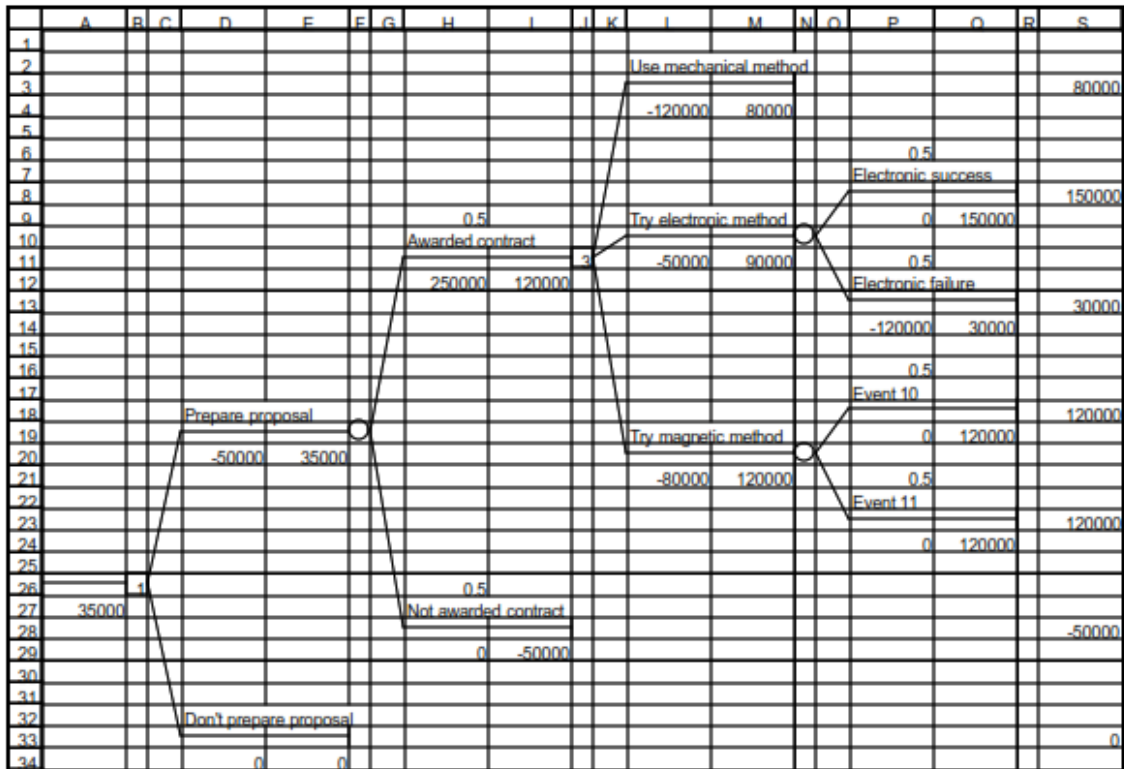 A B C D E F G H I J K L M N O P Q R S
1
2 Use mechanical method
3 80000
4 -120000 80000
5
6 0.5
7 Electronic success
8 150000
9 0.5 Try electronic method 0 150000
10 Awarded contract
11 3 -50000 90000 0.5
12 250000 120000 Electronic failure
13 30000
14 -120000 30000
15
16 0.5
17 Event 10
18 Prepare proposal 120000
19 Try magnetic method 0 120000
20 -50000 35000
21 -80000 120000 0.5
22 Event 11
23 120000
24 0 120000
25
26 1 0.5
27 35000 Not awarded contract
28 -50000
29 0 -50000
30
31
32 Don't prepare proposal
33 0
34 0 0